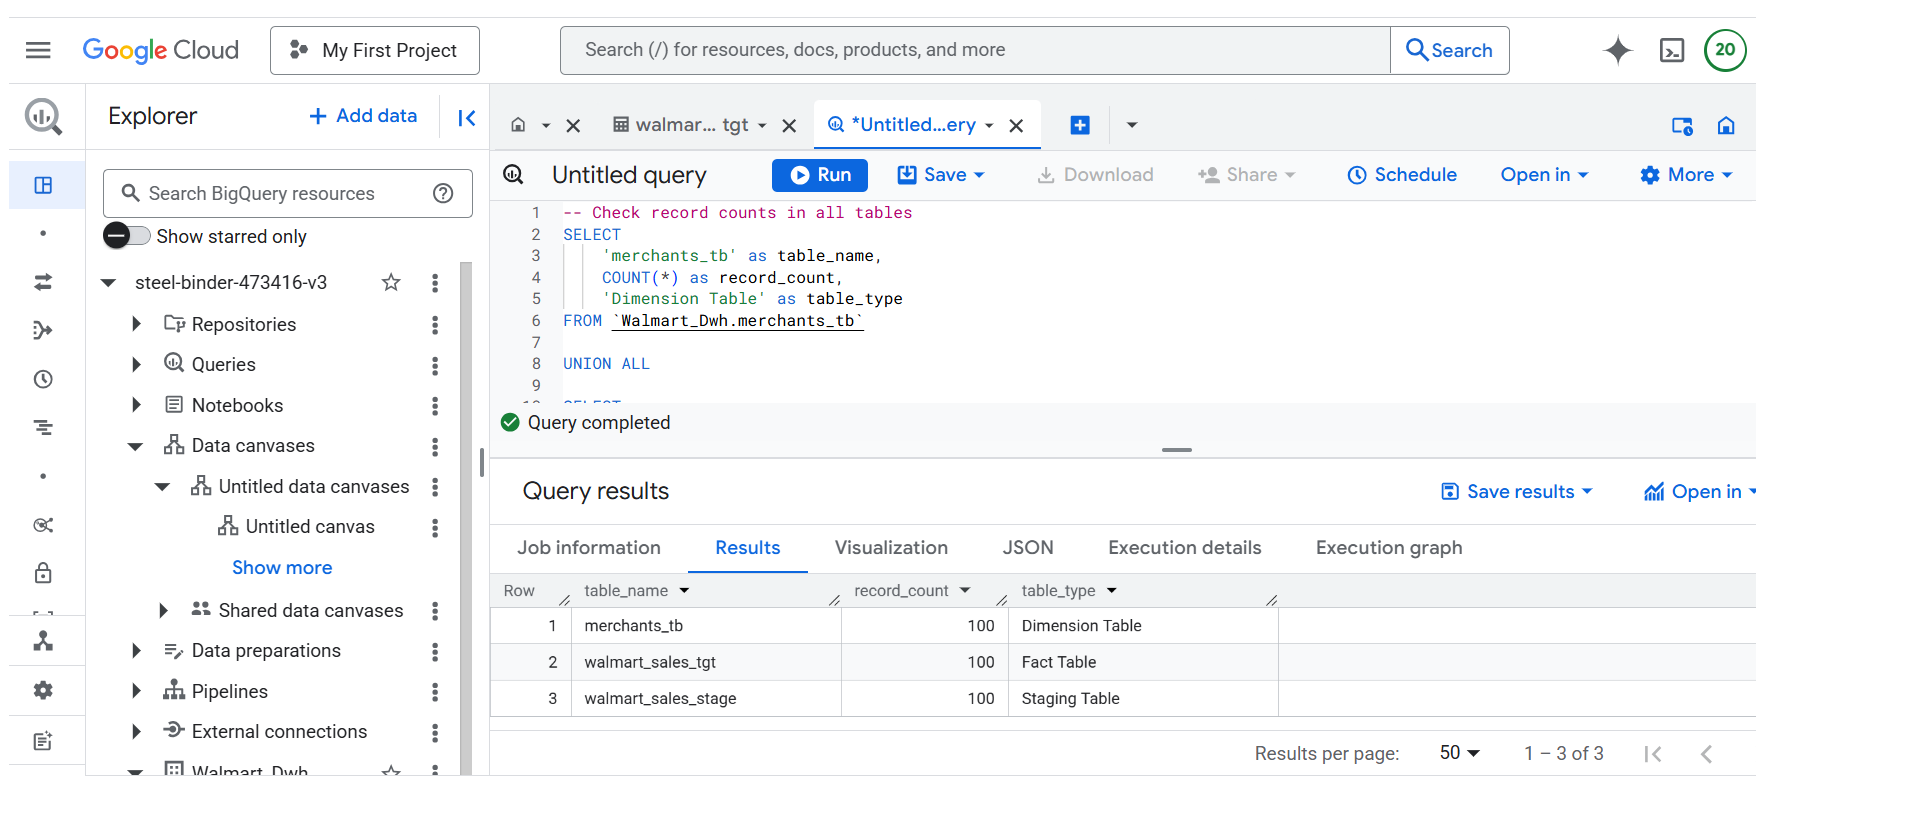 Google Cloud
My First Project
Search (/) for resources, docs, products, and more
Search
20
Explorer
+ Add data
Search BigQuery resources
Show starred only
steel-binder-473416-v3
Repositories
Queries
Notebooks
Data canvases
Untitled data canvases
Untitled canvas
Show more
Shared data canvases
Data preparations
Pipelines
External connections
Walmart_Dwh
walmar... tgt
*Untitled...ery
Untitled query
Run
Save
Download
Share
Schedule
Open in
More
1 -- Check record counts in all tables
2 SELECT
3 'merchants_tb' as table_name,
4 COUNT(*) as record_count,
5 'Dimension Table' as table_type
6 FROM `Walmart_Dwh.merchants_tb`
7
8 UNION ALL
9
10 SELECT
Query completed
Query results
Save results
Open in
Job information Results Visualization JSON Execution details Execution graph
Row table_name record_count table_type
1 merchants_tb 100 Dimension Table
2 walmart_sales_tgt 100 Fact Table
3 walmart_sales_stage 100 Staging Table
Results per page: 50 1 – 3 of 3